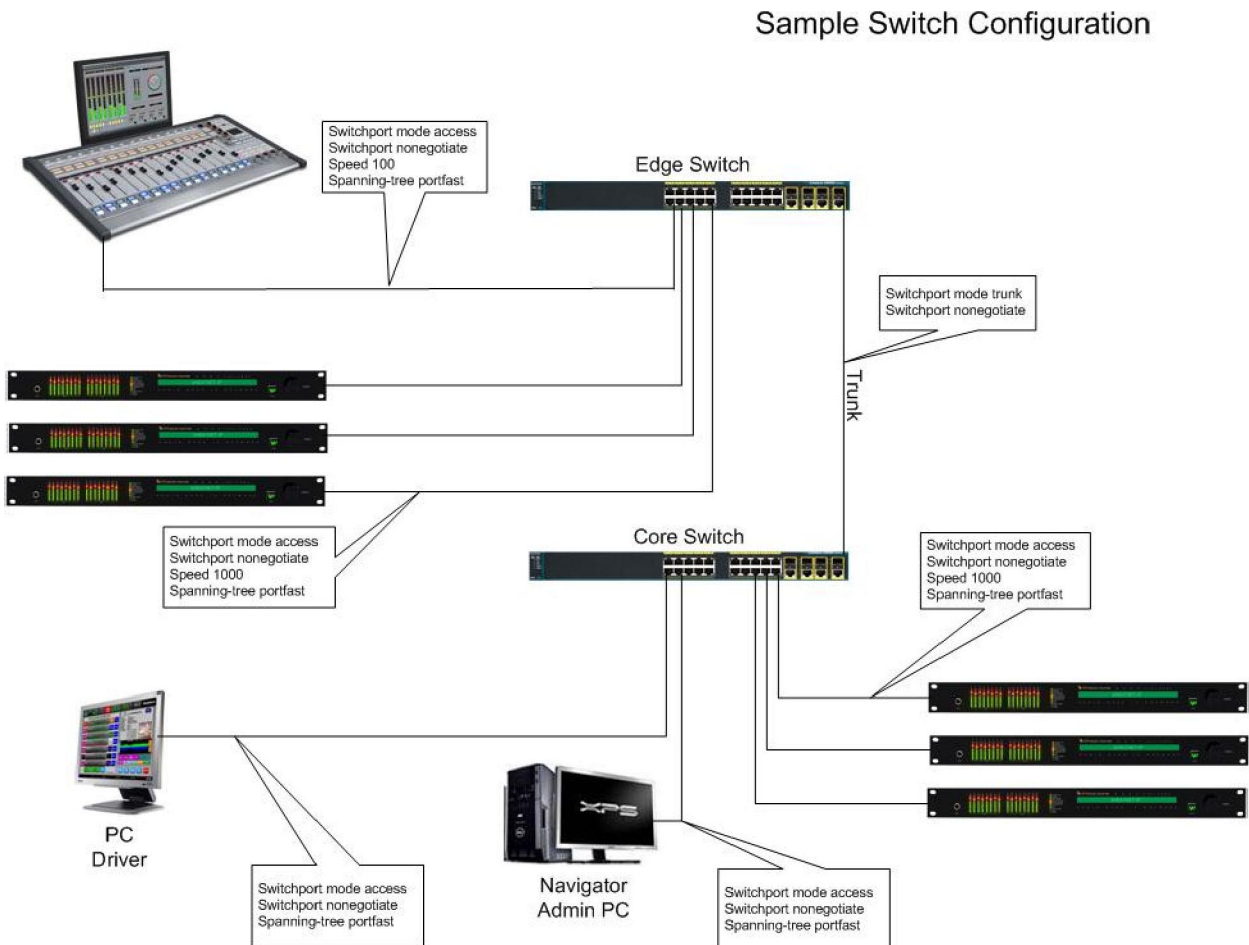 Sample Switch Configuration
Switchport mode access
Switchport nonegotiate
Speed 100
Spanning-tree portfast
Edge Switch
Switchport mode trunk
Switchport nonegotiate
Trunk
Switchport mode access
Switchport nonegotiate
Speed 1000
Spanning-tree portfast
Core Switch
Switchport mode access
Switchport nonegotiate
Speed 1000
Spanning-tree portfast
PC
Driver
XPS
Navigator
Admin PC
Switchport mode access
Switchport nonegotiate
Spanning-tree portfast
Switchport mode access
Switchport nonegotiate
Spanning-tree portfast